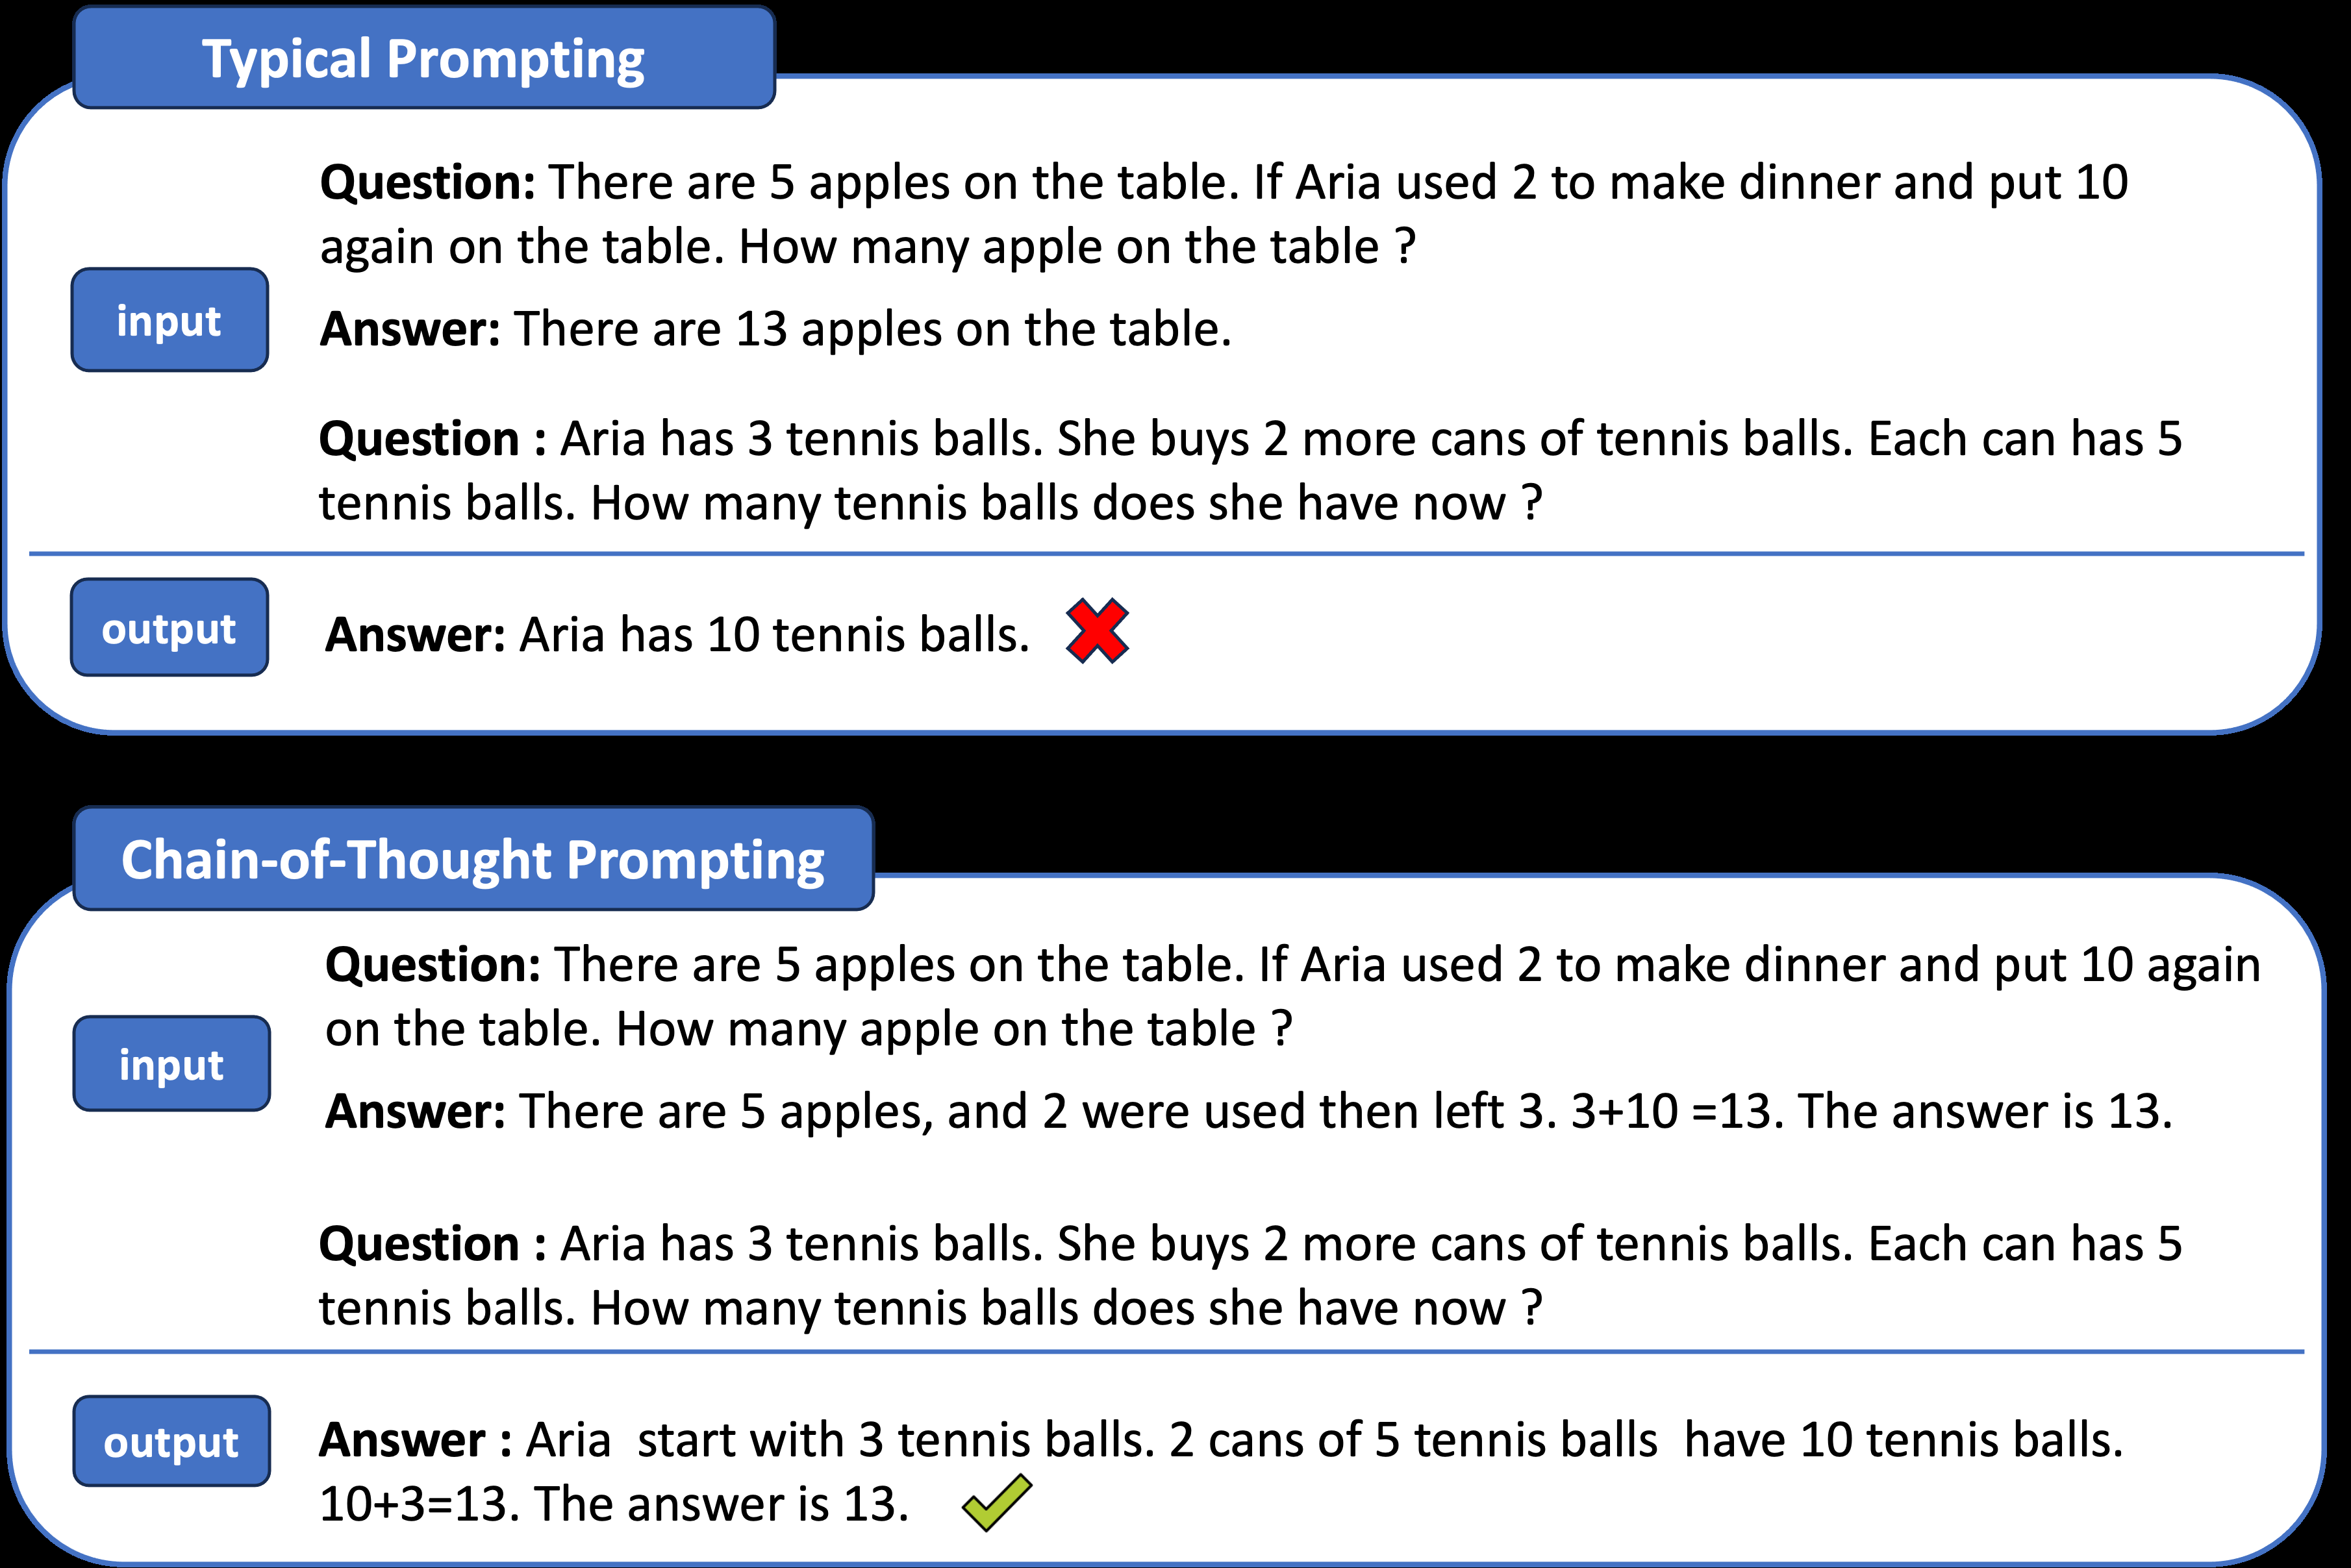 Typical Prompting
Question: There are 5 apples on the table. If Aria used 2 to make dinner and put 10
again on the table. How many apple on the table ?
input
Answer: There are 13 apples on the table.
Question : Aria has 3 tennis balls. She buys 2 more cans of tennis balls. Each can has 5
tennis balls. How many tennis balls does she have now ?
output
Answer: Aria has 10 tennis balls.
Chain-of-Thought Prompting
Question: There are 5 apples on the table. If Aria used 2 to make dinner and put 10 again
on the table. How many apple on the table ?
input
Answer: There are 5 apples, and 2 were used then left 3. 3+10 =13. The answer is 13.
Question : Aria has 3 tennis balls. She buys 2 more cans of tennis balls. Each can has 5
tennis balls. How many tennis balls does she have now ?
output
Answer : Aria  start with 3 tennis balls. 2 cans of 5 tennis balls  have 10 tennis balls.
10+3=13. The answer is 13.